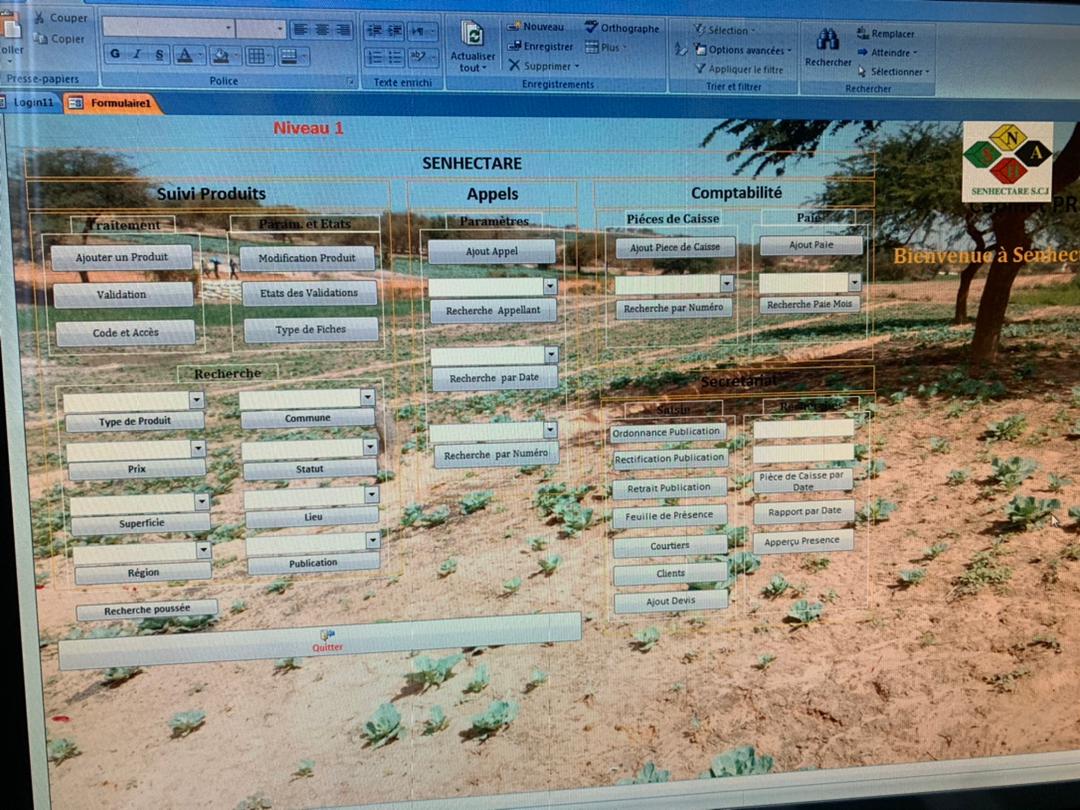 Couper
Copier
oller
Presse-papiers
G I S A
Police
Texte enrichi
Actualiser
tout
Nouveau
Enregistrer
Supprimer
Orthographe
Plus
Enregistrements
Sélection
Options avancées
Appliquer le filtre
Trier et filtrer
Rechercher
Remplacer
Atteindre
Sélectionner
Rechercher
Login11
Formulaire1
Niveau 1
SENHECTARE
N
S A
H
SENHECTARE S.C.I
Suivi Produits
Appels
Comptabilité
Traitement
Param. et Etats
Paramètres
Piéces de Caisse
Paie
Ajouter un Produit
Modification Produit
Ajout Appel
Ajout Piece de Caisse
Ajout Paie
Bienvenue à Senhec
Validation
Etats des Validations
Recherche Appellant
Recherche par Numéro
Recherche Paie Mois
Code et Accès
Type de Fiches
Recherche par Date
Recherche
Secretariat
Type de Produit
Commune
Saisie
Ordonnance Publication
Recherche par Numéro
Rectification Publication
Prix
Statut
Retrait Publication
Pièce de Caisse par
Date
Superficie
Lieu
Feuille de Présence
Rapport par Date
Région
Publication
Courtiers
Apperçu Presence
Clients
Recherche poussée
Ajout Devis
Quitter